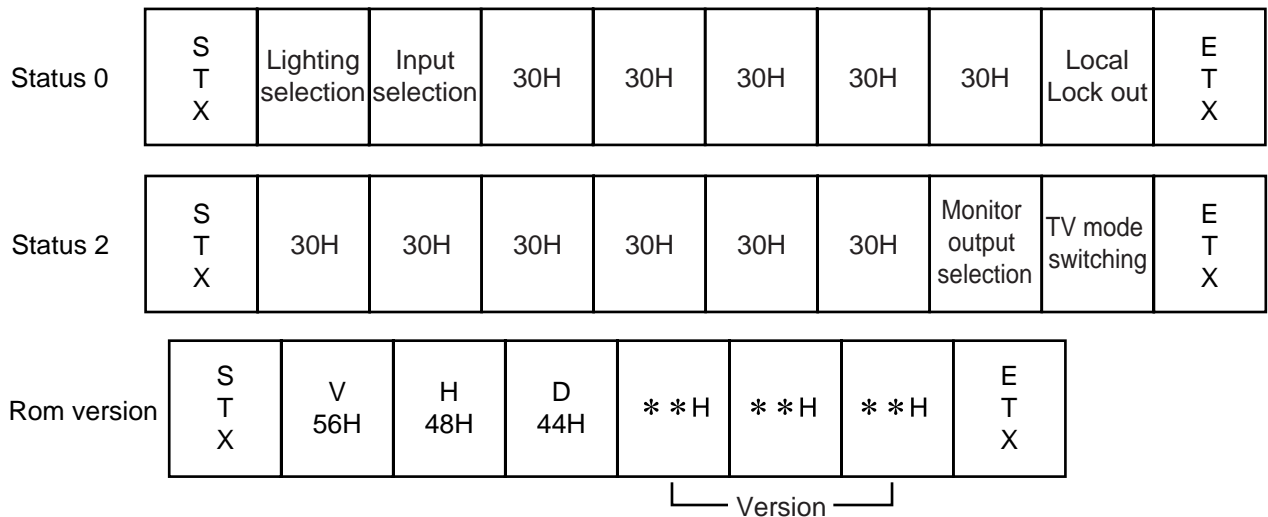 Status 0
S
T
X
Lighting
selection
Input
selection
30H
30H
30H
30H
30H
Local
Lock out
E
T
X
Status 2
S
T
X
30H
30H
30H
30H
30H
30H
Monitor
output
selection
TV mode
switching
E
T
X
Rom version
S
T
X
V
56H
H
48H
D
44H
**H
**H
**H
E
T
X
Version